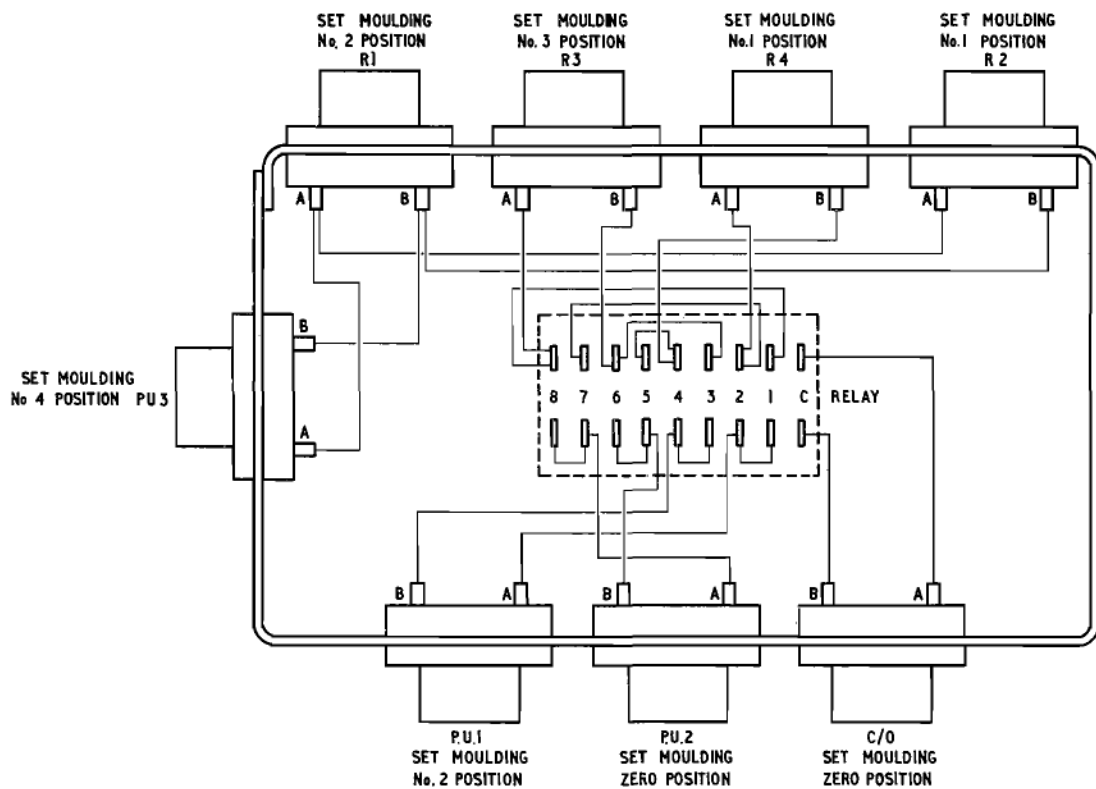 SET MOULDING
No. 2 POSITION
R1
SET MOULDING
No. 3 POSITION
R3
SET MOULDING
No.1 POSITION
R4
SET MOULDING
No.1 POSITION
R2
A
B
A
B
A
B
A
B
B
A
SET MOULDING
No 4 POSITION PU3
8 7 6 5 4 3 2 1 C RELAY
B
A
B
A
B
A
P.U.1
SET MOULDING
No. 2 POSITION
P.U.2
SET MOULDING
ZERO POSITION
C/O
SET MOULDING
ZERO POSITION